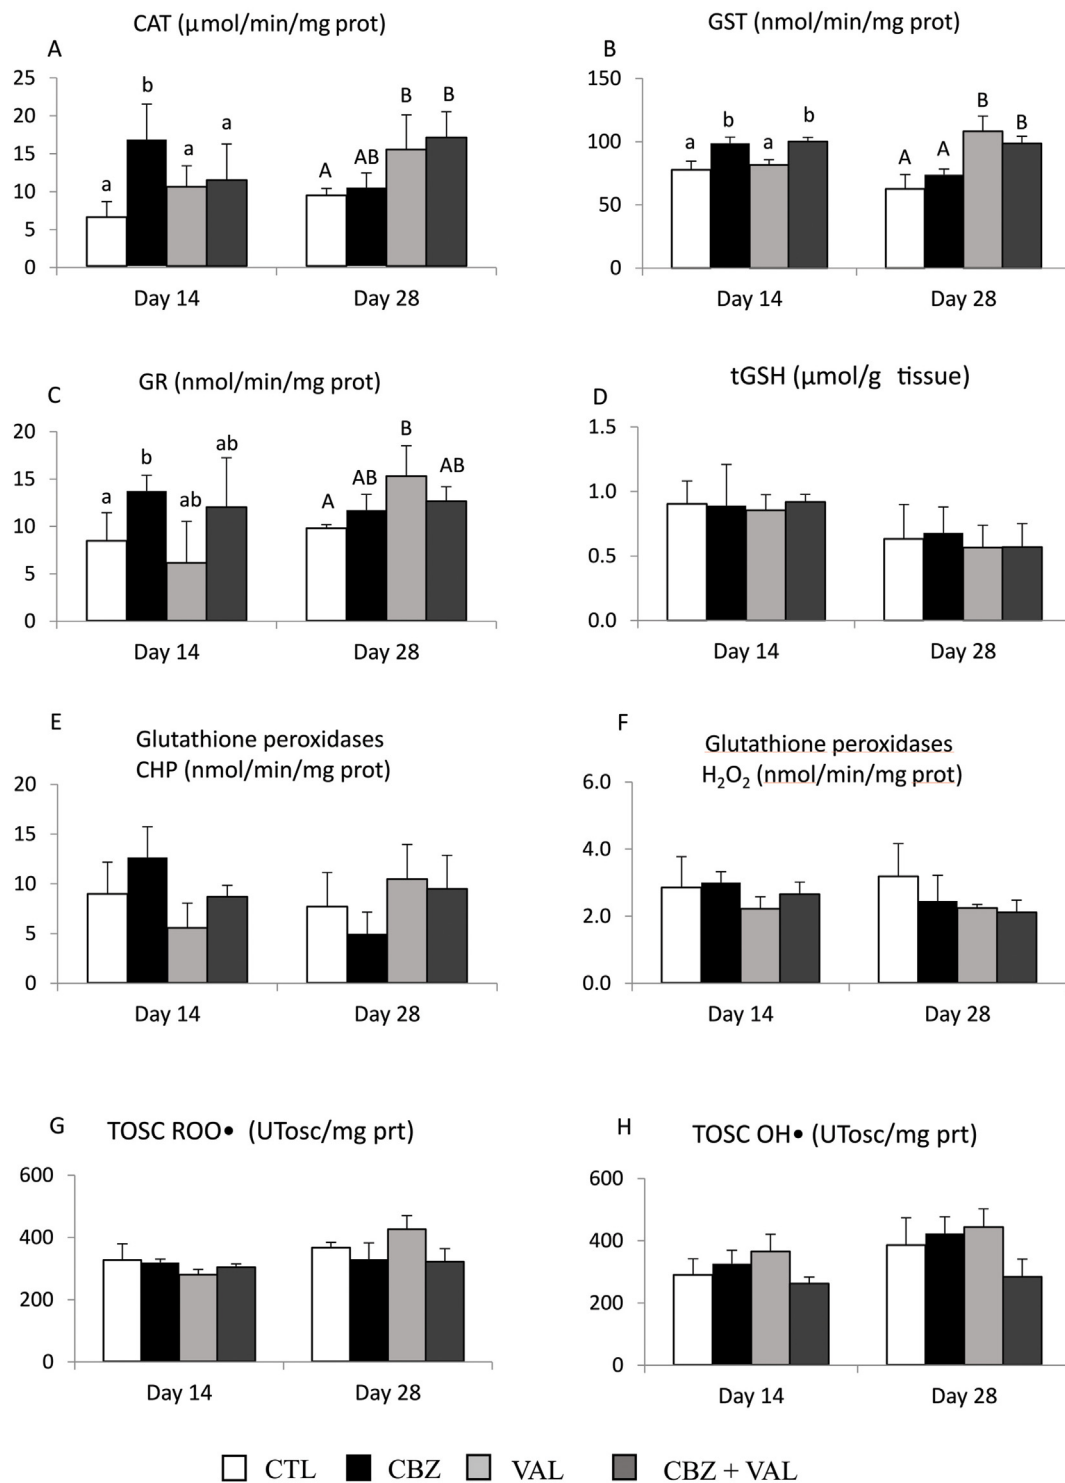 CAT (μmol/min/mg prot)
A
25
20
15
10
5
0
a
b
a
a
A
AB
B
B
Day 14
Day 28
GST (nmol/min/mg prot)
B
150
100
50
0
a
b
a
b
A
A
B
B
Day 14
Day 28
GR (nmol/min/mg prot)
C
20
15
10
5
0
a
b
ab
ab
A
AB
B
AB
Day 14
Day 28
tGSH (μmol/g tissue)
D
1.5
1.0
0.5
0.0
Day 14
Day 28
E
Glutathione peroxidases
CHP (nmol/min/mg prot)
20
15
10
5
0
Day 14
Day 28
F
Glutathione peroxidases
H₂O₂ (nmol/min/mg prot)
6.0
4.0
2.0
0.0
Day 14
Day 28
G
TOSC ROO• (UTosc/mg prt)
600
400
200
0
Day 14
Day 28
H
TOSC OH• (UTosc/mg prt)
600
400
200
0
Day 14
Day 28
CTL CBZ VAL CBZ + VAL